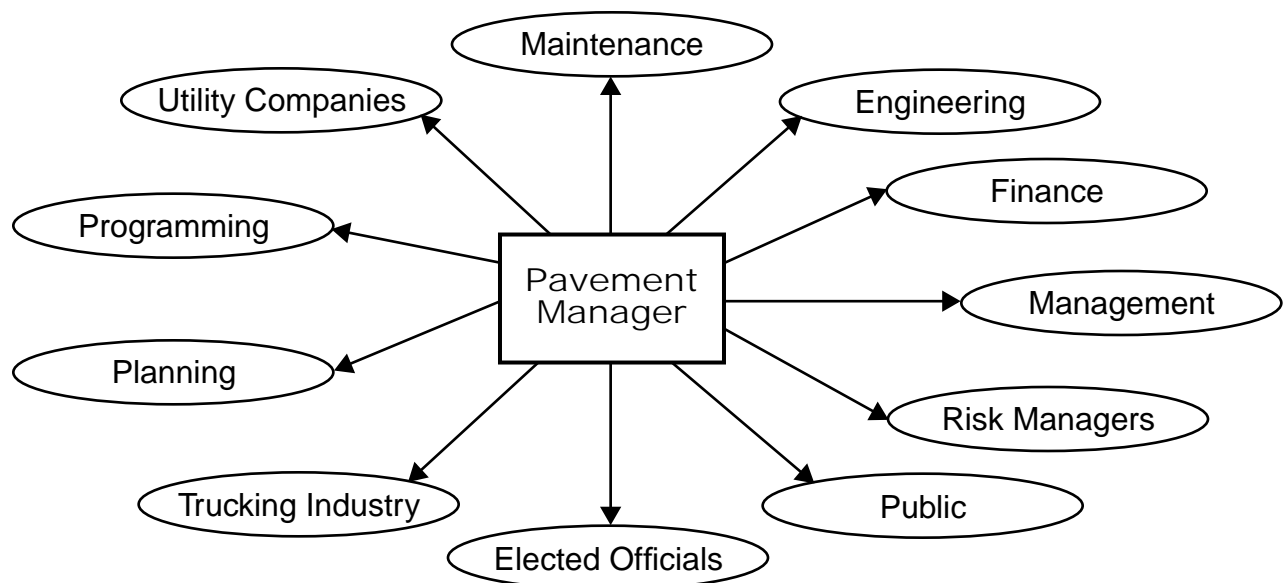 Maintenance
Utility Companies
Engineering
Finance
Programming
Pavement
Manager
Management
Planning
Risk Managers
Trucking Industry
Public
Elected Officials